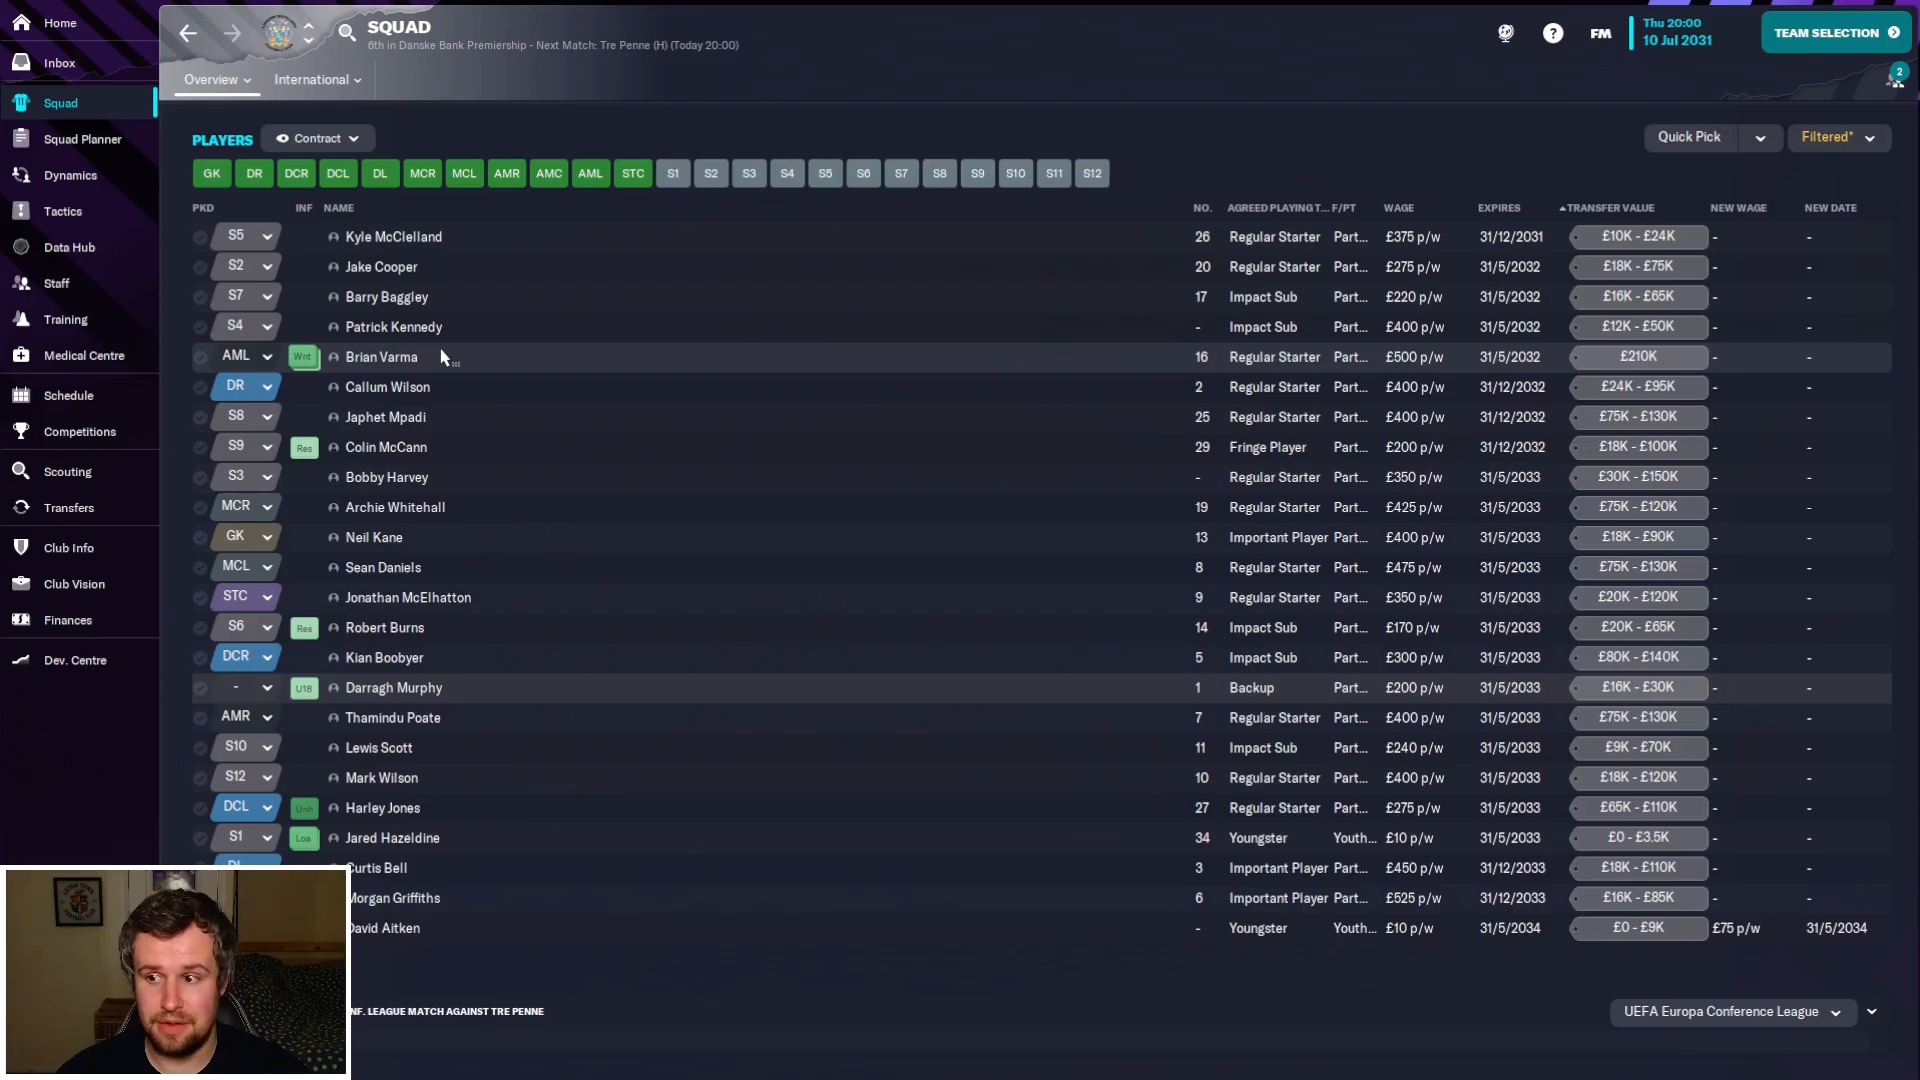 Home
Inbox
Squad
Squad Planner
Dynamics
Tactics
Data Hub
Staff
Training
Medical Centre
Schedule
Competitions
Scouting
Transfers
Club Info
Club Vision
Finances
Dev. Centre
SQUAD
6th in Danske Bank Premiership - Next Match: Tre Penne (H) (Today 20:00)
FM
Thu 20:00
10 Jul 2031
TEAM SELECTION
2
Overview
International
PLAYERS
Contract
Quick Pick
Filtered*
GK DR DCR DCL DL MCR MCL AMR AMC AML STC S1 S2 S3 S4 S5 S6 S7 S8 S9 S10 S11 S12
PKD INF NAME NO. AGREED PLAYING T... F/PT WAGE EXPIRES TRANSFER VALUE NEW WAGE NEW DATE
S5 Kyle McClelland 26 Regular Starter Part... £375 p/w 31/12/2031 £10K - £24K - -
S2 Jake Cooper 20 Regular Starter Part... £275 p/w 31/5/2032 £18K - £75K - -
S7 Barry Baggley 17 Impact Sub Part... £220 p/w 31/5/2032 £16K - £65K - -
S4 Patrick Kennedy - Impact Sub Part... £400 p/w 31/5/2032 £12K - £50K - -
AML Wnt Brian Varma 16 Regular Starter Part... £500 p/w 31/5/2032 £210K - -
DR Callum Wilson 2 Regular Starter Part... £400 p/w 31/12/2032 £24K - £95K - -
S8 Japhet Mpadi 25 Regular Starter Part... £400 p/w 31/12/2032 £75K - £130K - -
S9 Res Colin McCann 29 Fringe Player Part... £200 p/w 31/12/2032 £18K - £100K - -
S3 Bobby Harvey - Regular Starter Part... £350 p/w 31/5/2033 £30K - £150K - -
MCR Archie Whitehall 19 Regular Starter Part... £425 p/w 31/5/2033 £75K - £120K - -
GK Neil Kane 13 Important Player Part... £400 p/w 31/5/2033 £18K - £90K - -
MCL Sean Daniels 8 Regular Starter Part... £475 p/w 31/5/2033 £75K - £130K - -
STC Jonathan McElhatton 9 Regular Starter Part... £350 p/w 31/5/2033 £20K - £120K - -
S6 Res Robert Burns 14 Impact Sub Part... £170 p/w 31/5/2033 £20K - £65K - -
DCR Kian Boobyer 5 Impact Sub Part... £300 p/w 31/5/2033 £80K - £140K - -
- U18 Darragh Murphy 1 Backup Part... £200 p/w 31/5/2033 £16K - £30K - -
AMR Thamindu Poate 7 Regular Starter Part... £400 p/w 31/5/2033 £75K - £130K - -
S10 Lewis Scott 11 Impact Sub Part... £240 p/w 31/5/2033 £9K - £70K - -
S12 Mark Wilson 10 Regular Starter Part... £400 p/w 31/5/2033 £18K - £120K - -
DCL Unh Harley Jones 27 Regular Starter Part... £275 p/w 31/5/2033 £65K - £110K - -
S1 Loa Jared Hazeldine 34 Youngster Youth... £10 p/w 31/5/2033 £0 - £3.5K - -
Curtis Bell 3 Important Player Part... £450 p/w 31/12/2033 £18K - £110K - -
Morgan Griffiths 6 Important Player Part... £525 p/w 31/12/2033 £16K - £85K - -
David Aitken - Youngster Youth... £10 p/w 31/5/2034 £0 - £9K £75 p/w 31/5/2034
NF. LEAGUE MATCH AGAINST TRE PENNE
UEFA Europa Conference League